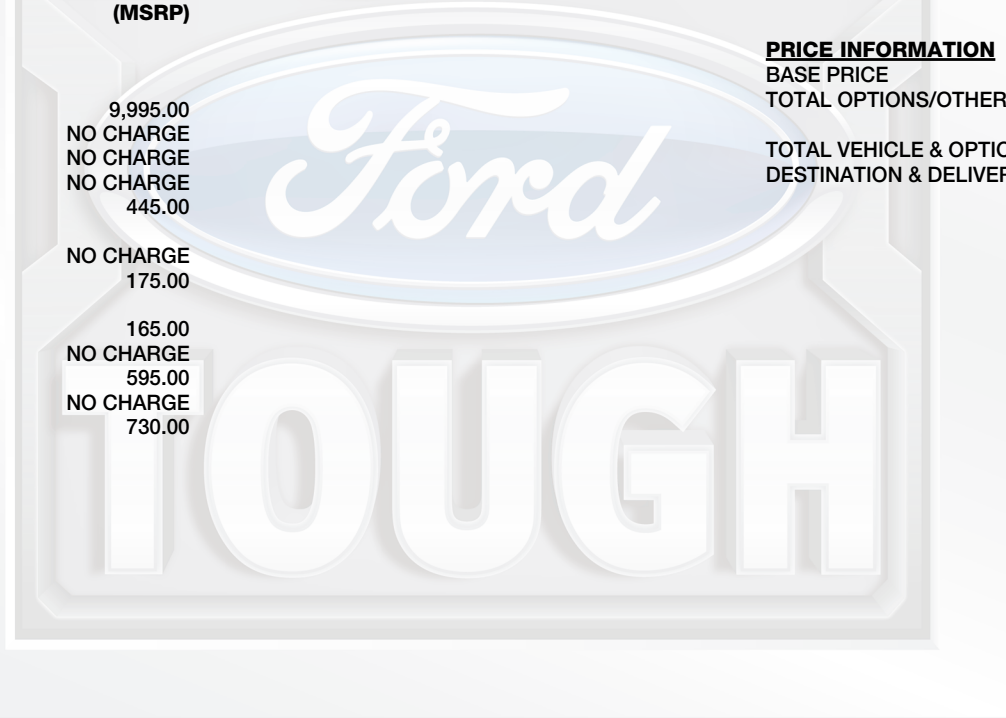 (MSRP)
9,995.00
NO CHARGE
NO CHARGE
NO CHARGE
445.00
NO CHARGE
175.00
165.00
NO CHARGE
595.00
NO CHARGE
730.00
PRICE INFORMATION
BASE PRICE
TOTAL OPTIONS/OTHER
TOTAL VEHICLE & OPTIO
DESTINATION & DELIVER
Ford
TOUGH